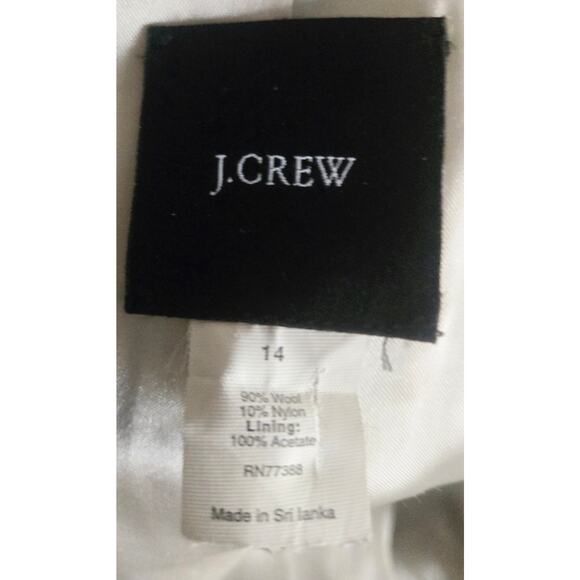 J.CREW
14
90% Wool
10% Nylon
Lining:
100% Acetate
RN77388
Made in Sri lanka